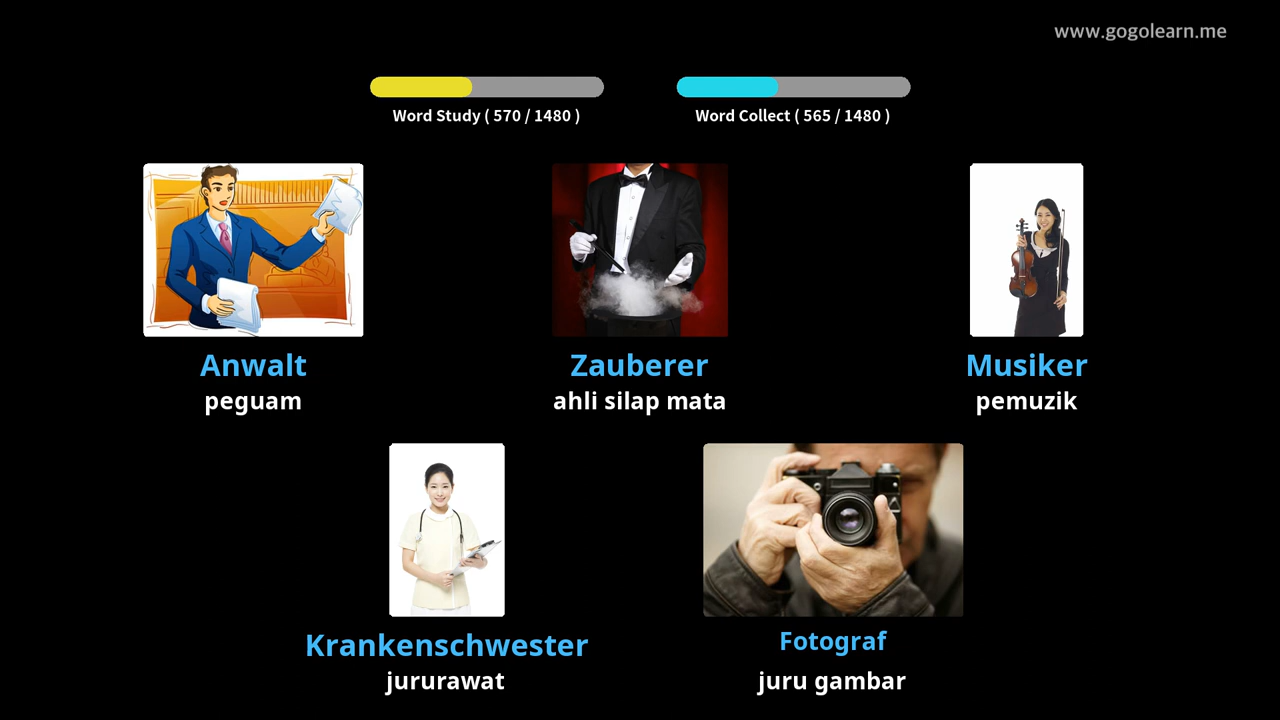 www.gogolearn.me
Word Study ( 570 / 1480 )
Word Collect ( 565 / 1480 )
Anwalt
peguam
Zauberer
ahli silap mata
Musiker
pemuzik
Krankenschwester
jururawat
Fotograf
juru gambar